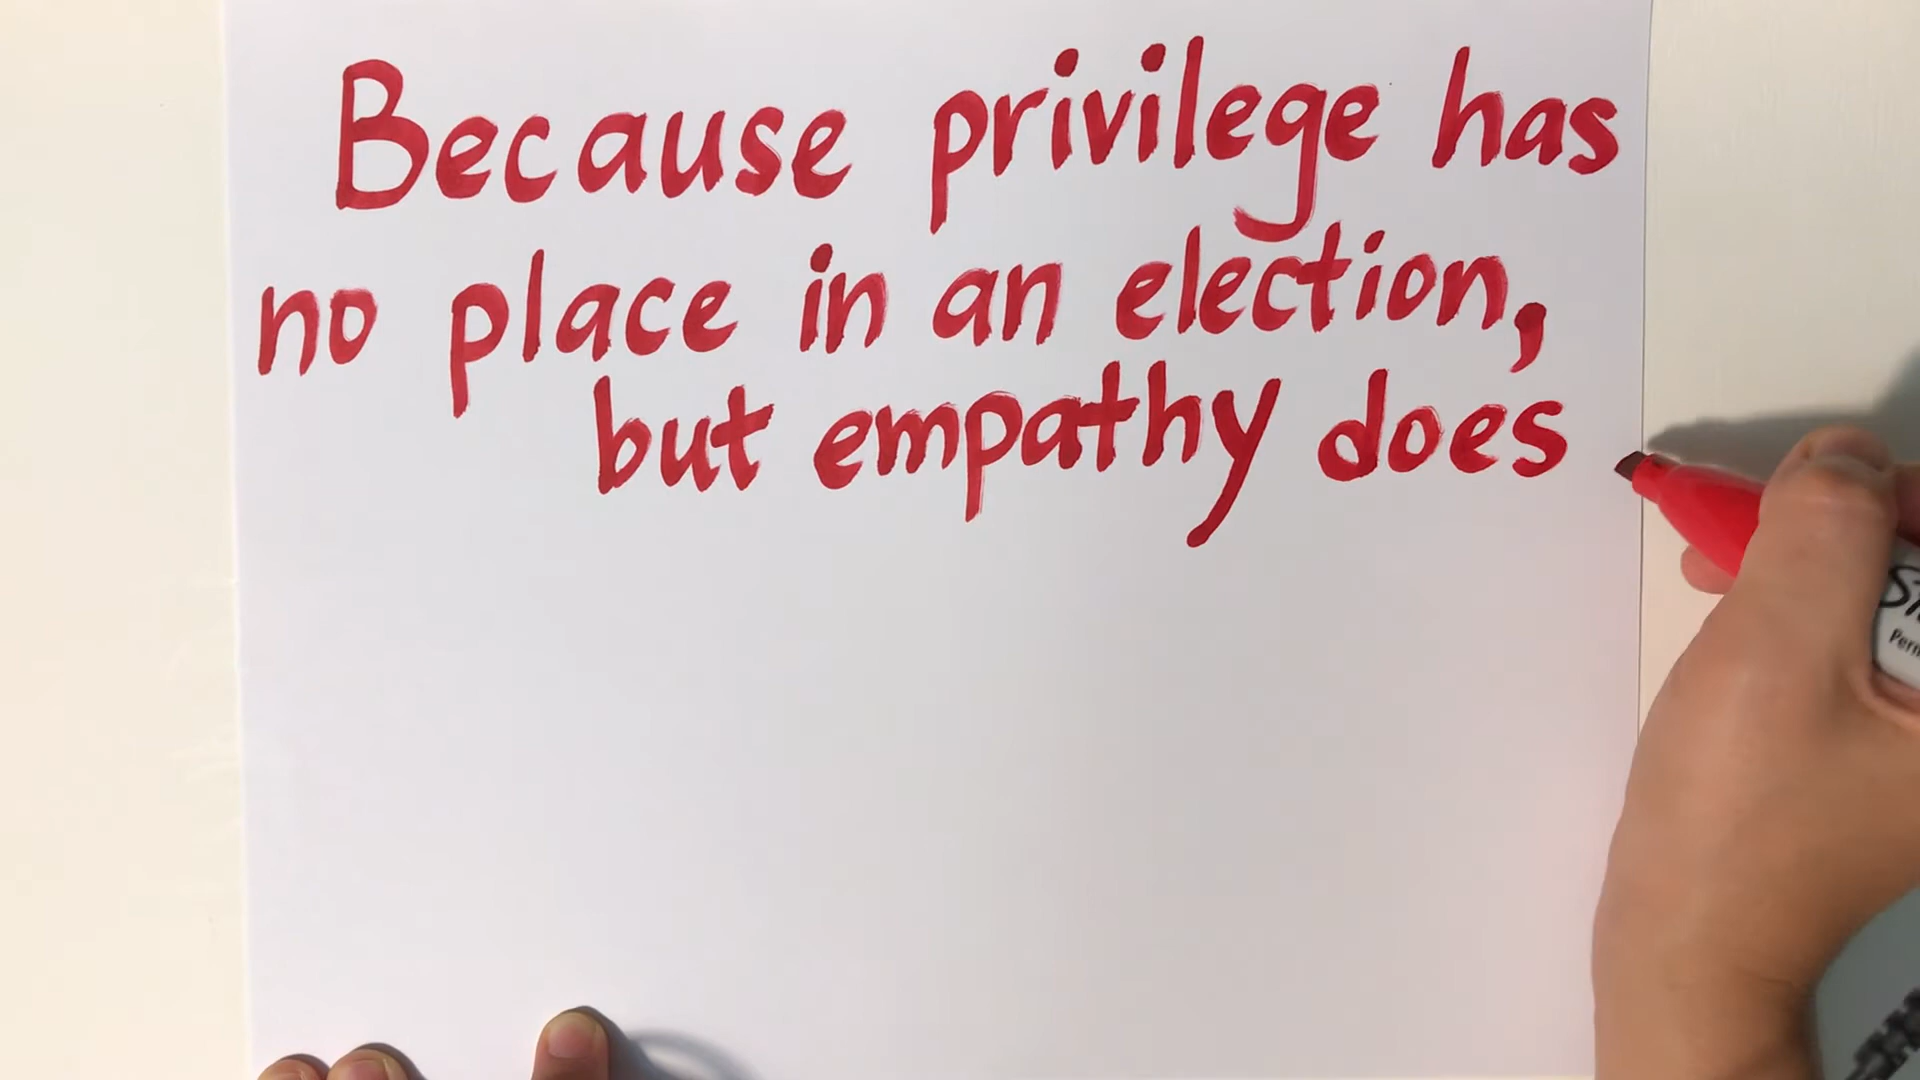 Because privilege has
no place in an election,
but empathy does